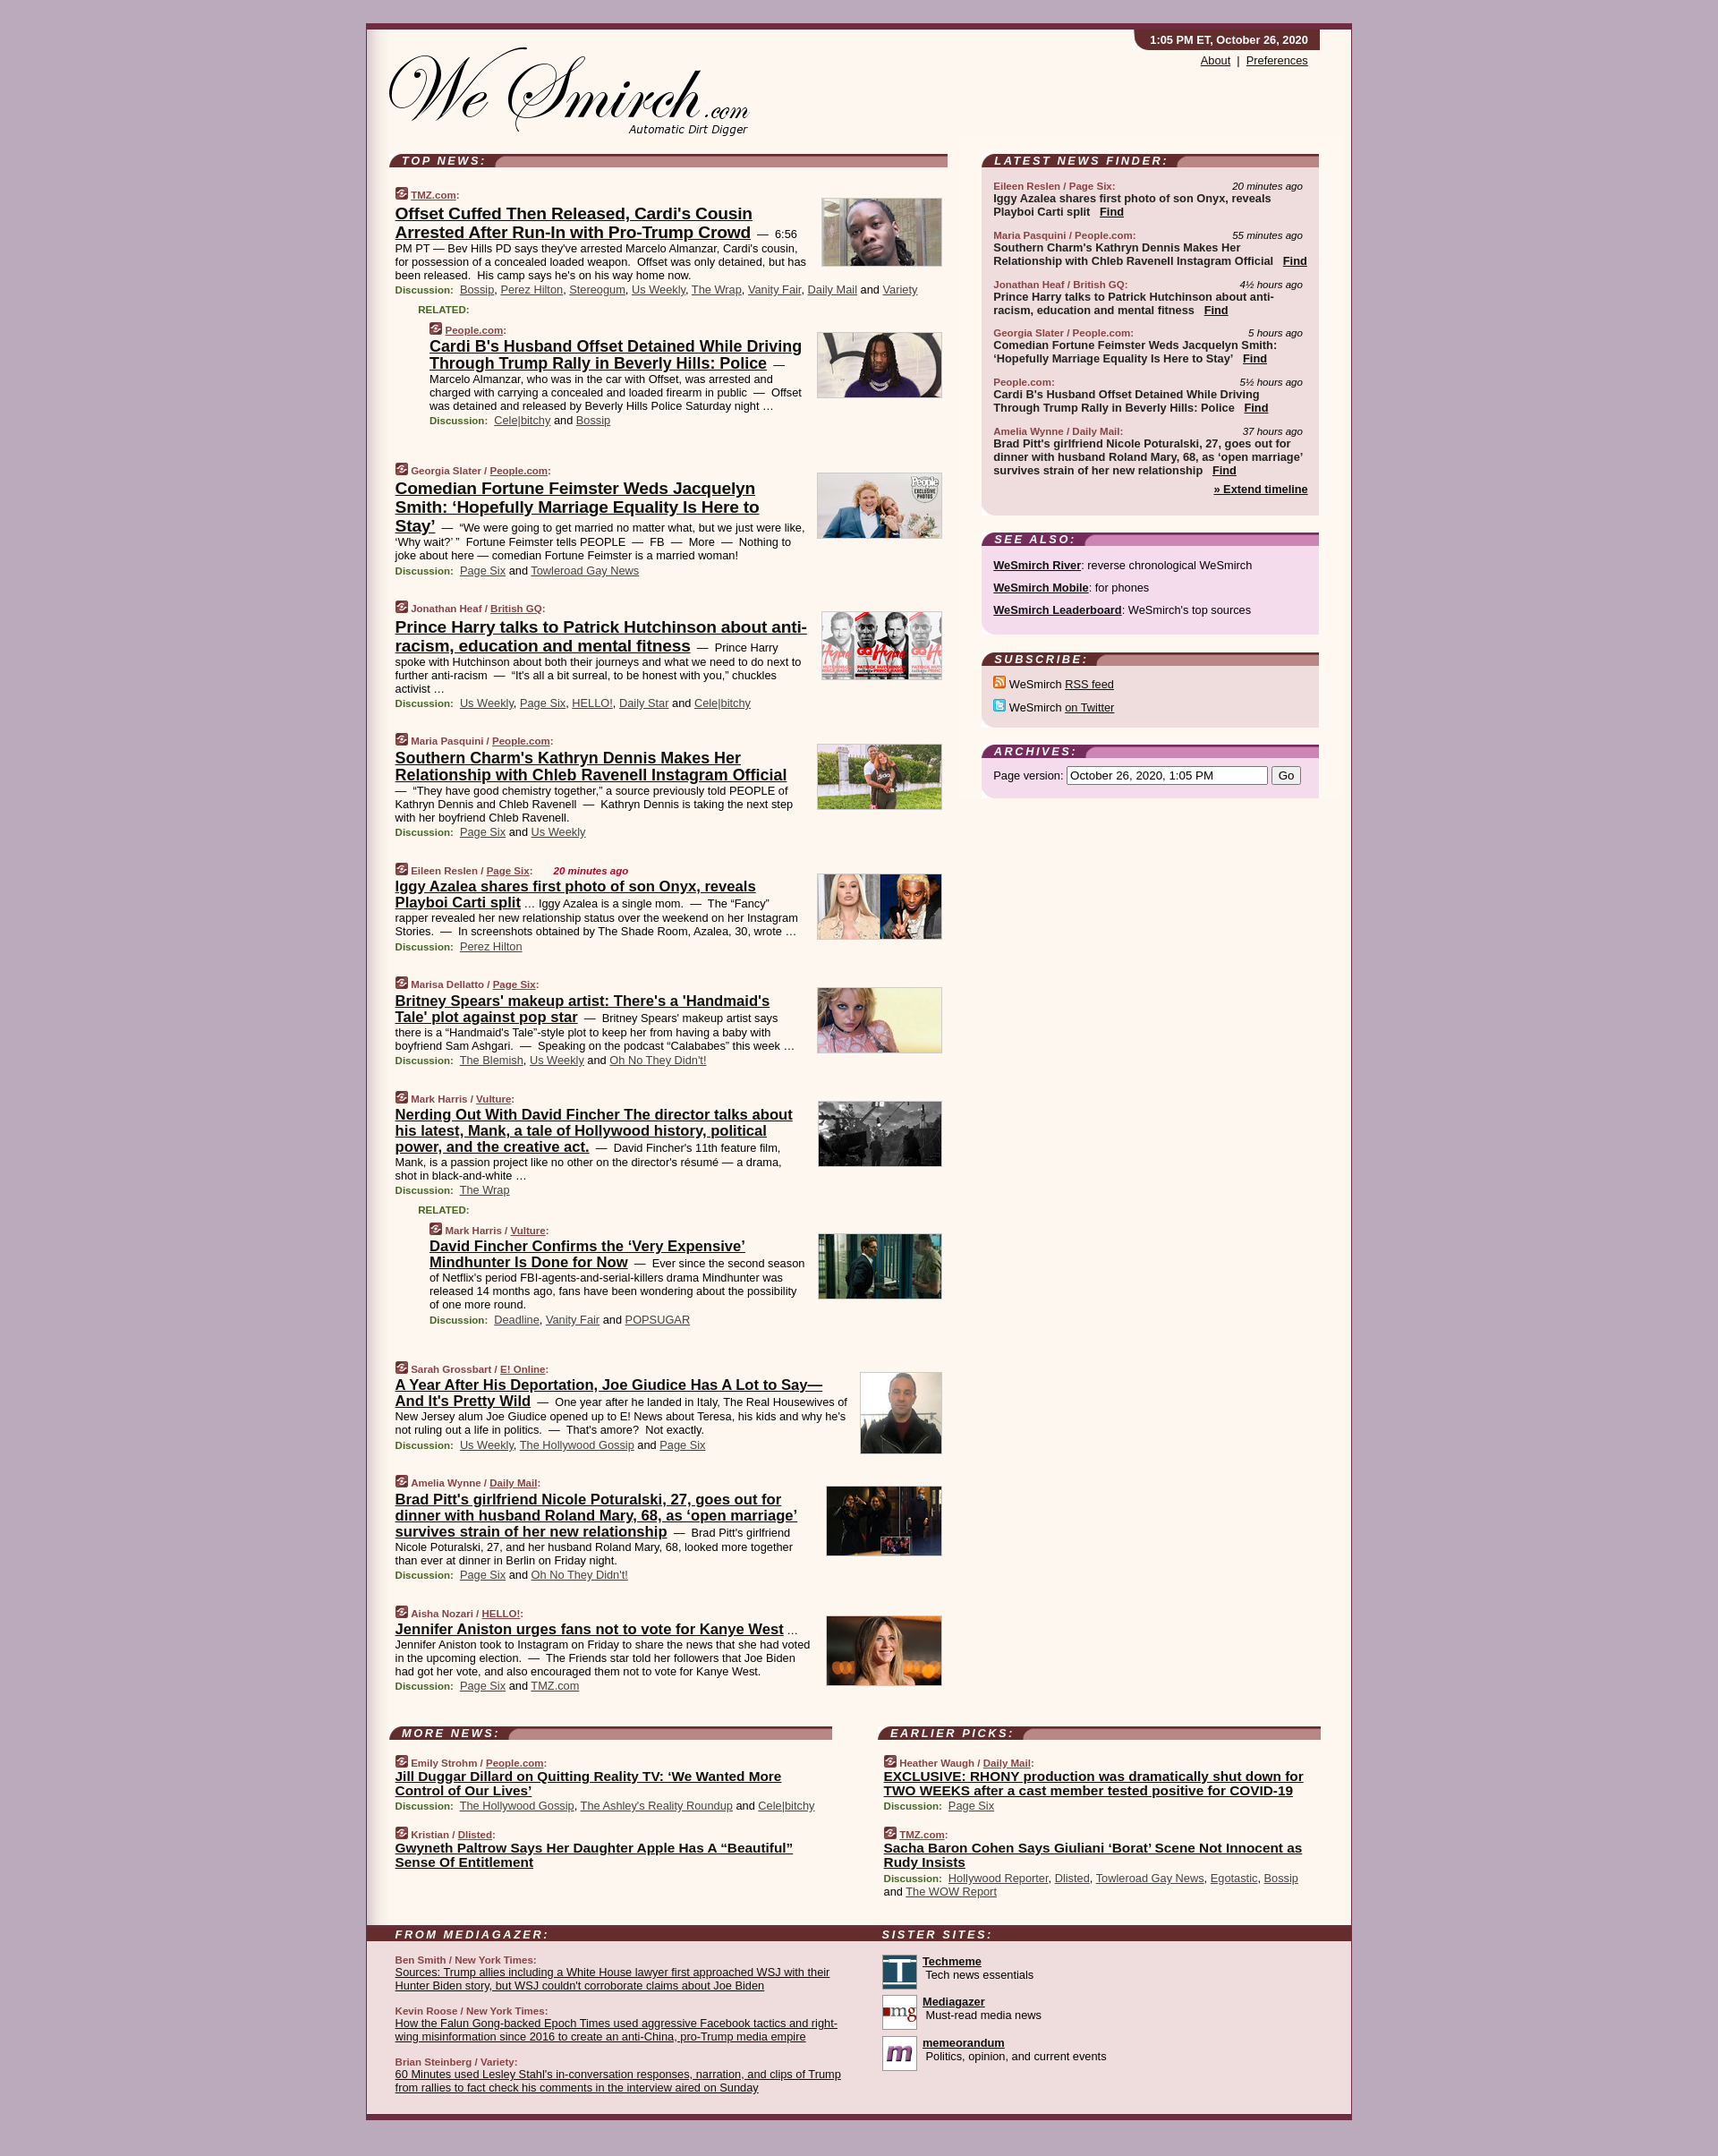 1:05 PM ET, October 26, 2020
About | Preferences
We Smirch.com
Automatic Dirt Digger
TOP NEWS:
TMZ.com:
Offset Cuffed Then Released, Cardi's Cousin
Arrested After Run-In with Pro-Trump Crowd — 6:56
PM PT — Bev Hills PD says they've arrested Marcelo Almanzar, Cardi's cousin,
for possession of a concealed loaded weapon. Offset was only detained, but has
been released. His camp says he's on his way home now.
Discussion: Bossip, Perez Hilton, Stereogum, Us Weekly, The Wrap, Vanity Fair, Daily Mail and Variety
RELATED:
People.com:
Cardi B's Husband Offset Detained While Driving
Through Trump Rally in Beverly Hills: Police —
Marcelo Almanzar, who was in the car with Offset, was arrested and
charged with carrying a concealed and loaded firearm in public — Offset
was detained and released by Beverly Hills Police Saturday night …
Discussion: Cele|bitchy and Bossip
Georgia Slater / People.com:
Comedian Fortune Feimster Weds Jacquelyn
Smith: ‘Hopefully Marriage Equality Is Here to
Stay’ — “We were going to get married no matter what, but we just were like,
‘Why wait?’ ” Fortune Feimster tells PEOPLE — FB — More — Nothing to
joke about here — comedian Fortune Feimster is a married woman!
Discussion: Page Six and Towleroad Gay News
People
EXCLUSIVE
PHOTOS
Jonathan Heaf / British GQ:
Prince Harry talks to Patrick Hutchinson about anti-
racism, education and mental fitness — Prince Harry
spoke with Hutchinson about both their journeys and what we need to do next to
further anti-racism — “It's all a bit surreal, to be honest with you,” chuckles
activist …
Discussion: Us Weekly, Page Six, HELLO!, Daily Star and Cele|bitchy
GQ Hype
Maria Pasquini / People.com:
Southern Charm's Kathryn Dennis Makes Her
Relationship with Chleb Ravenell Instagram Official
— “They have good chemistry together,” a source previously told PEOPLE of
Kathryn Dennis and Chleb Ravenell — Kathryn Dennis is taking the next step
with her boyfriend Chleb Ravenell.
Discussion: Page Six and Us Weekly
Eileen Reslen / Page Six: 20 minutes ago
Iggy Azalea shares first photo of son Onyx, reveals
Playboi Carti split … Iggy Azalea is a single mom. — The “Fancy”
rapper revealed her new relationship status over the weekend on her Instagram
Stories. — In screenshots obtained by The Shade Room, Azalea, 30, wrote …
Discussion: Perez Hilton
Marisa Dellatto / Page Six:
Britney Spears' makeup artist: There's a 'Handmaid's
Tale' plot against pop star — Britney Spears' makeup artist says
there is a “Handmaid's Tale”-style plot to keep her from having a baby with
boyfriend Sam Ashgari. — Speaking on the podcast “Calababes” this week …
Discussion: The Blemish, Us Weekly and Oh No They Didn't!
Mark Harris / Vulture:
Nerding Out With David Fincher The director talks about
his latest, Mank, a tale of Hollywood history, political
power, and the creative act. — David Fincher's 11th feature film,
Mank, is a passion project like no other on the director's résumé — a drama,
shot in black-and-white …
Discussion: The Wrap
RELATED:
Mark Harris / Vulture:
David Fincher Confirms the ‘Very Expensive’
Mindhunter Is Done for Now — Ever since the second season
of Netflix's period FBI-agents-and-serial-killers drama Mindhunter was
released 14 months ago, fans have been wondering about the possibility
of one more round.
Discussion: Deadline, Vanity Fair and POPSUGAR
Sarah Grossbart / E! Online:
A Year After His Deportation, Joe Giudice Has A Lot to Say—
And It's Pretty Wild — One year after he landed in Italy, The Real Housewives of
New Jersey alum Joe Giudice opened up to E! News about Teresa, his kids and why he's
not ruling out a life in politics. — That's amore? Not exactly.
Discussion: Us Weekly, The Hollywood Gossip and Page Six
Amelia Wynne / Daily Mail:
Brad Pitt's girlfriend Nicole Poturalski, 27, goes out for
dinner with husband Roland Mary, 68, as ‘open marriage’
survives strain of her new relationship — Brad Pitt's girlfriend
Nicole Poturalski, 27, and her husband Roland Mary, 68, looked more together
than ever at dinner in Berlin on Friday night.
Discussion: Page Six and Oh No They Didn't!
Aisha Nozari / HELLO!:
Jennifer Aniston urges fans not to vote for Kanye West …
Jennifer Aniston took to Instagram on Friday to share the news that she had voted
in the upcoming election. — The Friends star told her followers that Joe Biden
had got her vote, and also encouraged them not to vote for Kanye West.
Discussion: Page Six and TMZ.com
LATEST NEWS FINDER:
Eileen Reslen / Page Six: 20 minutes ago
Iggy Azalea shares first photo of son Onyx, reveals
Playboi Carti split Find
Maria Pasquini / People.com: 55 minutes ago
Southern Charm's Kathryn Dennis Makes Her
Relationship with Chleb Ravenell Instagram Official Find
Jonathan Heaf / British GQ: 4½ hours ago
Prince Harry talks to Patrick Hutchinson about anti-
racism, education and mental fitness Find
Georgia Slater / People.com: 5 hours ago
Comedian Fortune Feimster Weds Jacquelyn Smith:
‘Hopefully Marriage Equality Is Here to Stay’ Find
People.com: 5½ hours ago
Cardi B's Husband Offset Detained While Driving
Through Trump Rally in Beverly Hills: Police Find
Amelia Wynne / Daily Mail: 37 hours ago
Brad Pitt's girlfriend Nicole Poturalski, 27, goes out for
dinner with husband Roland Mary, 68, as ‘open marriage’
survives strain of her new relationship Find
» Extend timeline
SEE ALSO:
WeSmirch River: reverse chronological WeSmirch
WeSmirch Mobile: for phones
WeSmirch Leaderboard: WeSmirch's top sources
SUBSCRIBE:
WeSmirch RSS feed
WeSmirch on Twitter
ARCHIVES:
Page version: October 26, 2020, 1:05 PM Go
MORE NEWS:
Emily Strohm / People.com:
Jill Duggar Dillard on Quitting Reality TV: ‘We Wanted More
Control of Our Lives’
Discussion: The Hollywood Gossip, The Ashley's Reality Roundup and Cele|bitchy
Kristian / Dlisted:
Gwyneth Paltrow Says Her Daughter Apple Has A “Beautiful”
Sense Of Entitlement
EARLIER PICKS:
Heather Waugh / Daily Mail:
EXCLUSIVE: RHONY production was dramatically shut down for
TWO WEEKS after a cast member tested positive for COVID-19
Discussion: Page Six
TMZ.com:
Sacha Baron Cohen Says Giuliani ‘Borat’ Scene Not Innocent as
Rudy Insists
Discussion: Hollywood Reporter, Dlisted, Towleroad Gay News, Egotastic, Bossip
and The WOW Report
FROM MEDIAGAZER:
Ben Smith / New York Times:
Sources: Trump allies including a White House lawyer first approached WSJ with their
Hunter Biden story, but WSJ couldn't corroborate claims about Joe Biden
Kevin Roose / New York Times:
How the Falun Gong-backed Epoch Times used aggressive Facebook tactics and right-
wing misinformation since 2016 to create an anti-China, pro-Trump media empire
Brian Steinberg / Variety:
60 Minutes used Lesley Stahl's in-conversation responses, narration, and clips of Trump
from rallies to fact check his comments in the interview aired on Sunday
SISTER SITES:
T
Techmeme
Tech news essentials
mg
Mediagazer
Must-read media news
m
memeorandum
Politics, opinion, and current events